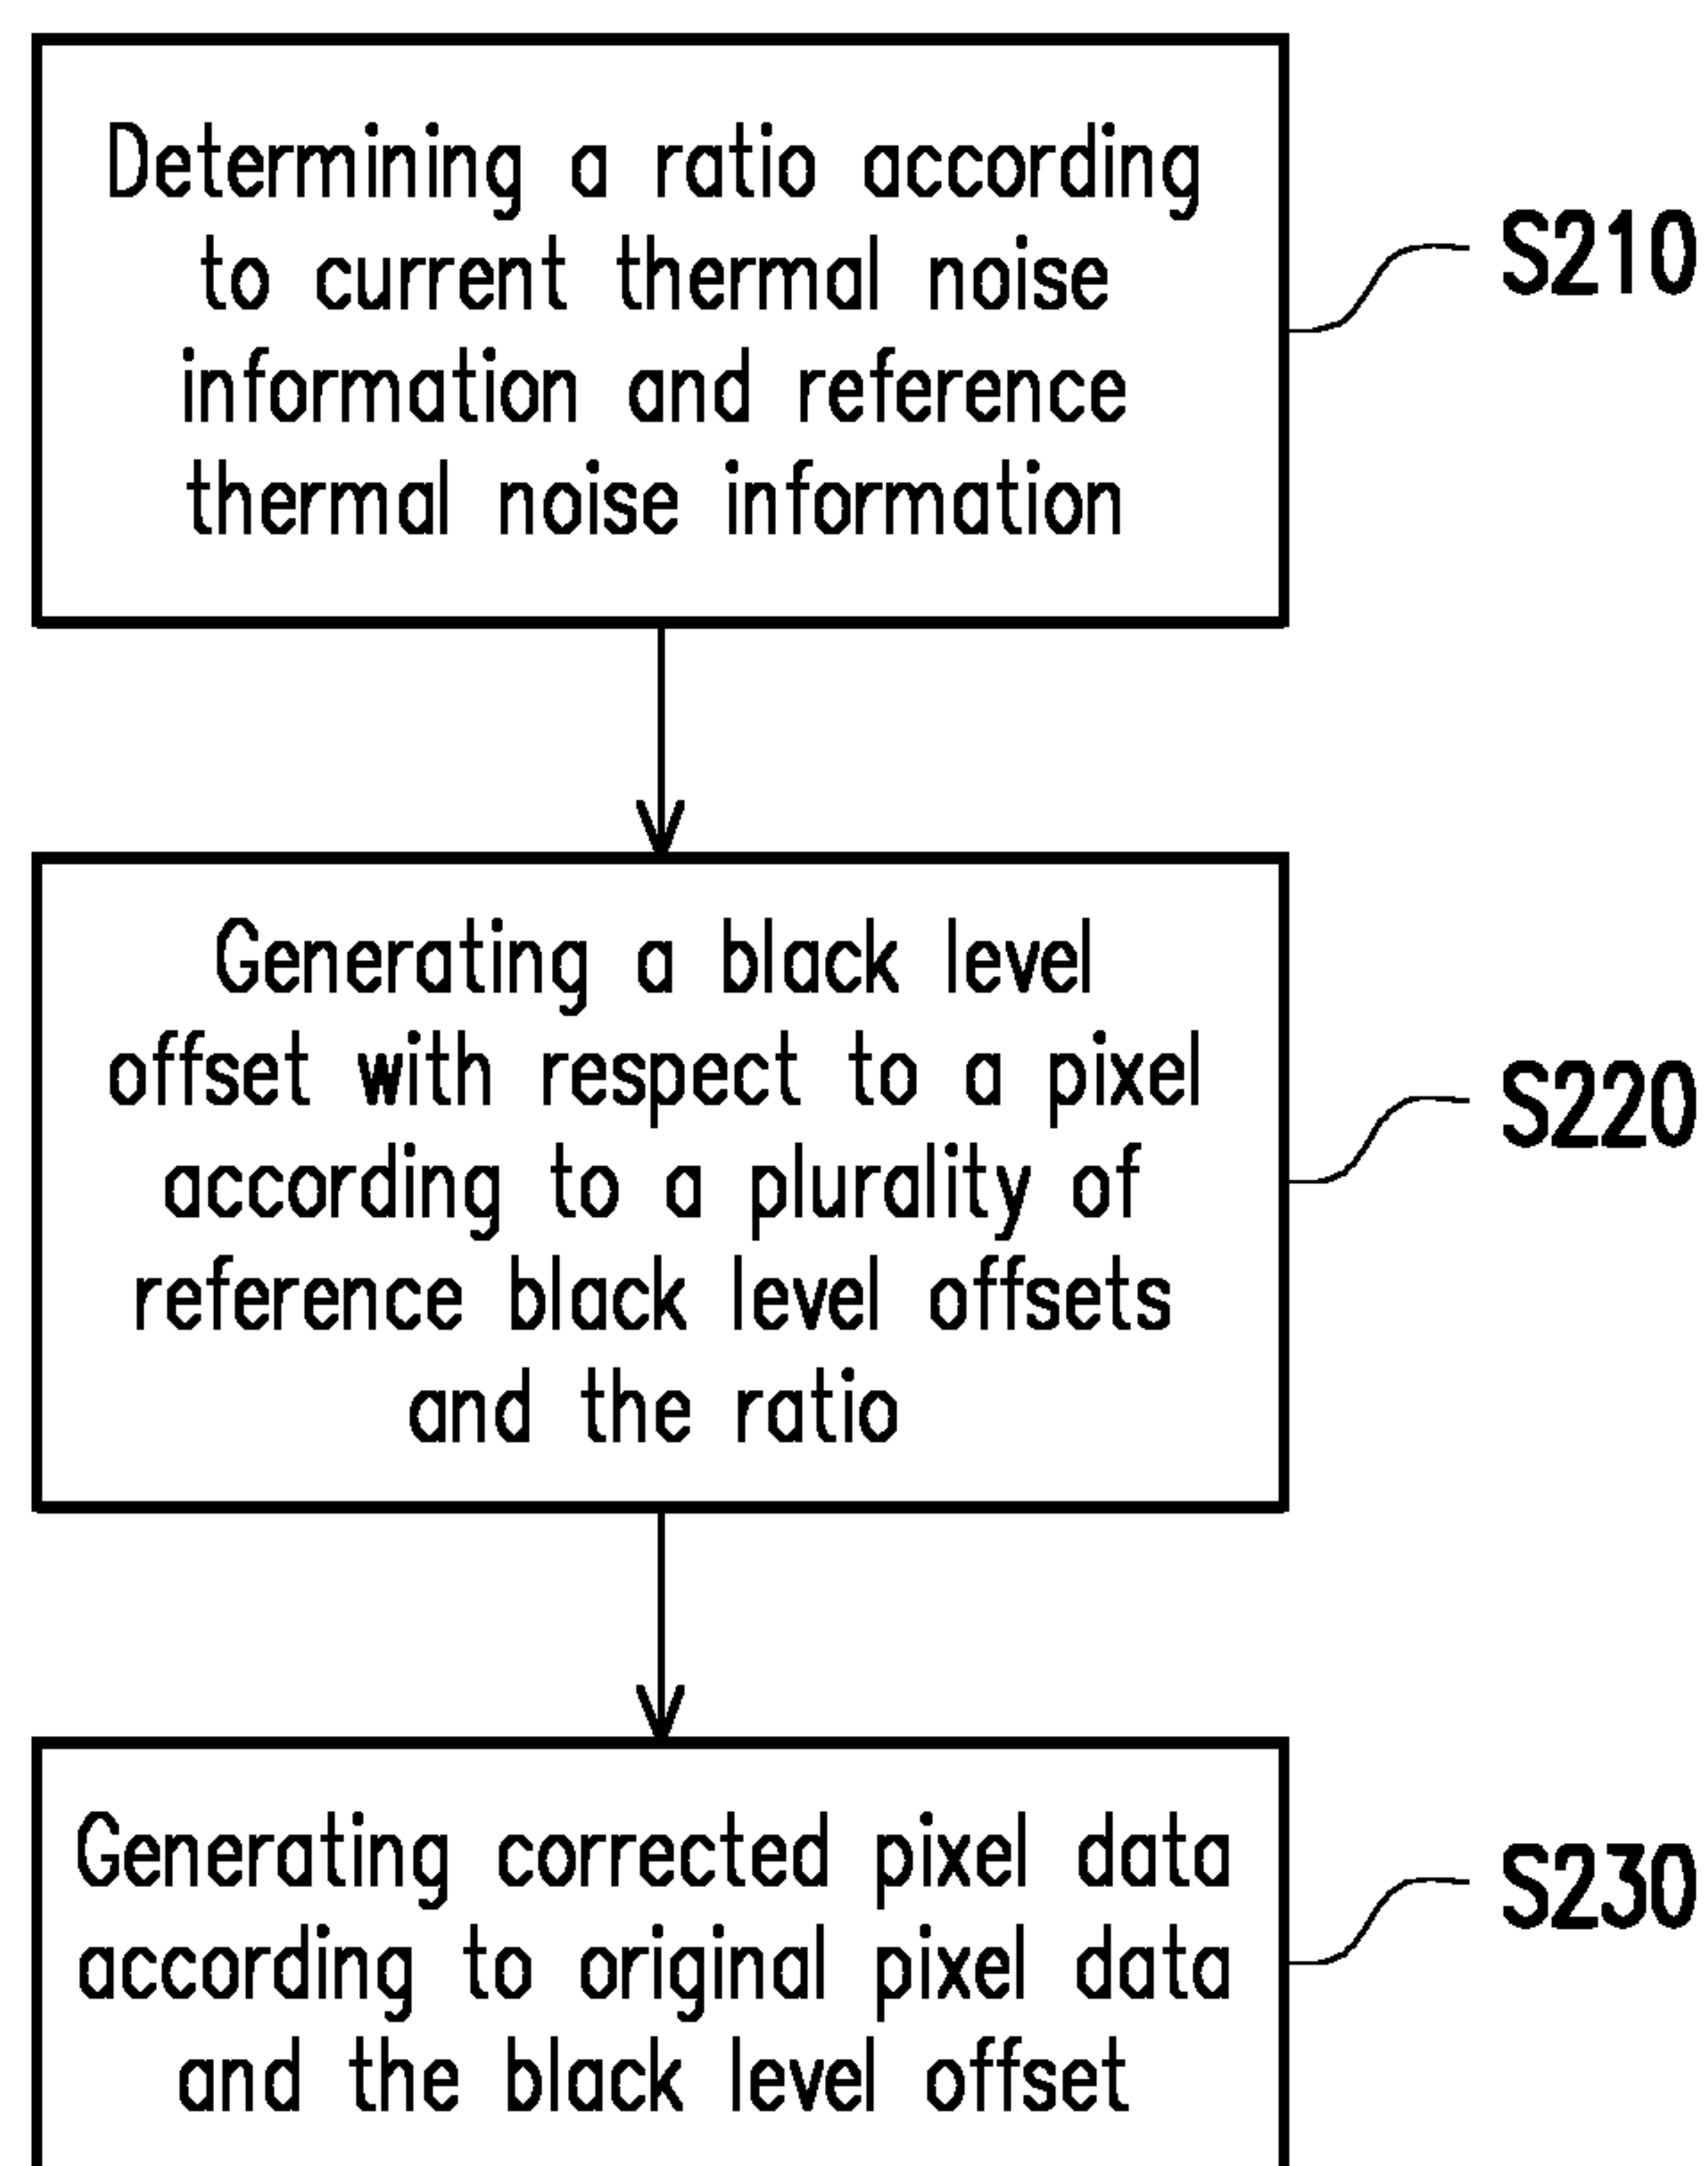 Determining a ratio according
to current thermal noise
information and reference
thermal noise information
S210
Generating a black level
offset with respect to a pixel
according to a plurality of
reference black level offsets
and the ratio
S220
Generating corrected pixel data
according to original pixel data
and the black level offset
S230